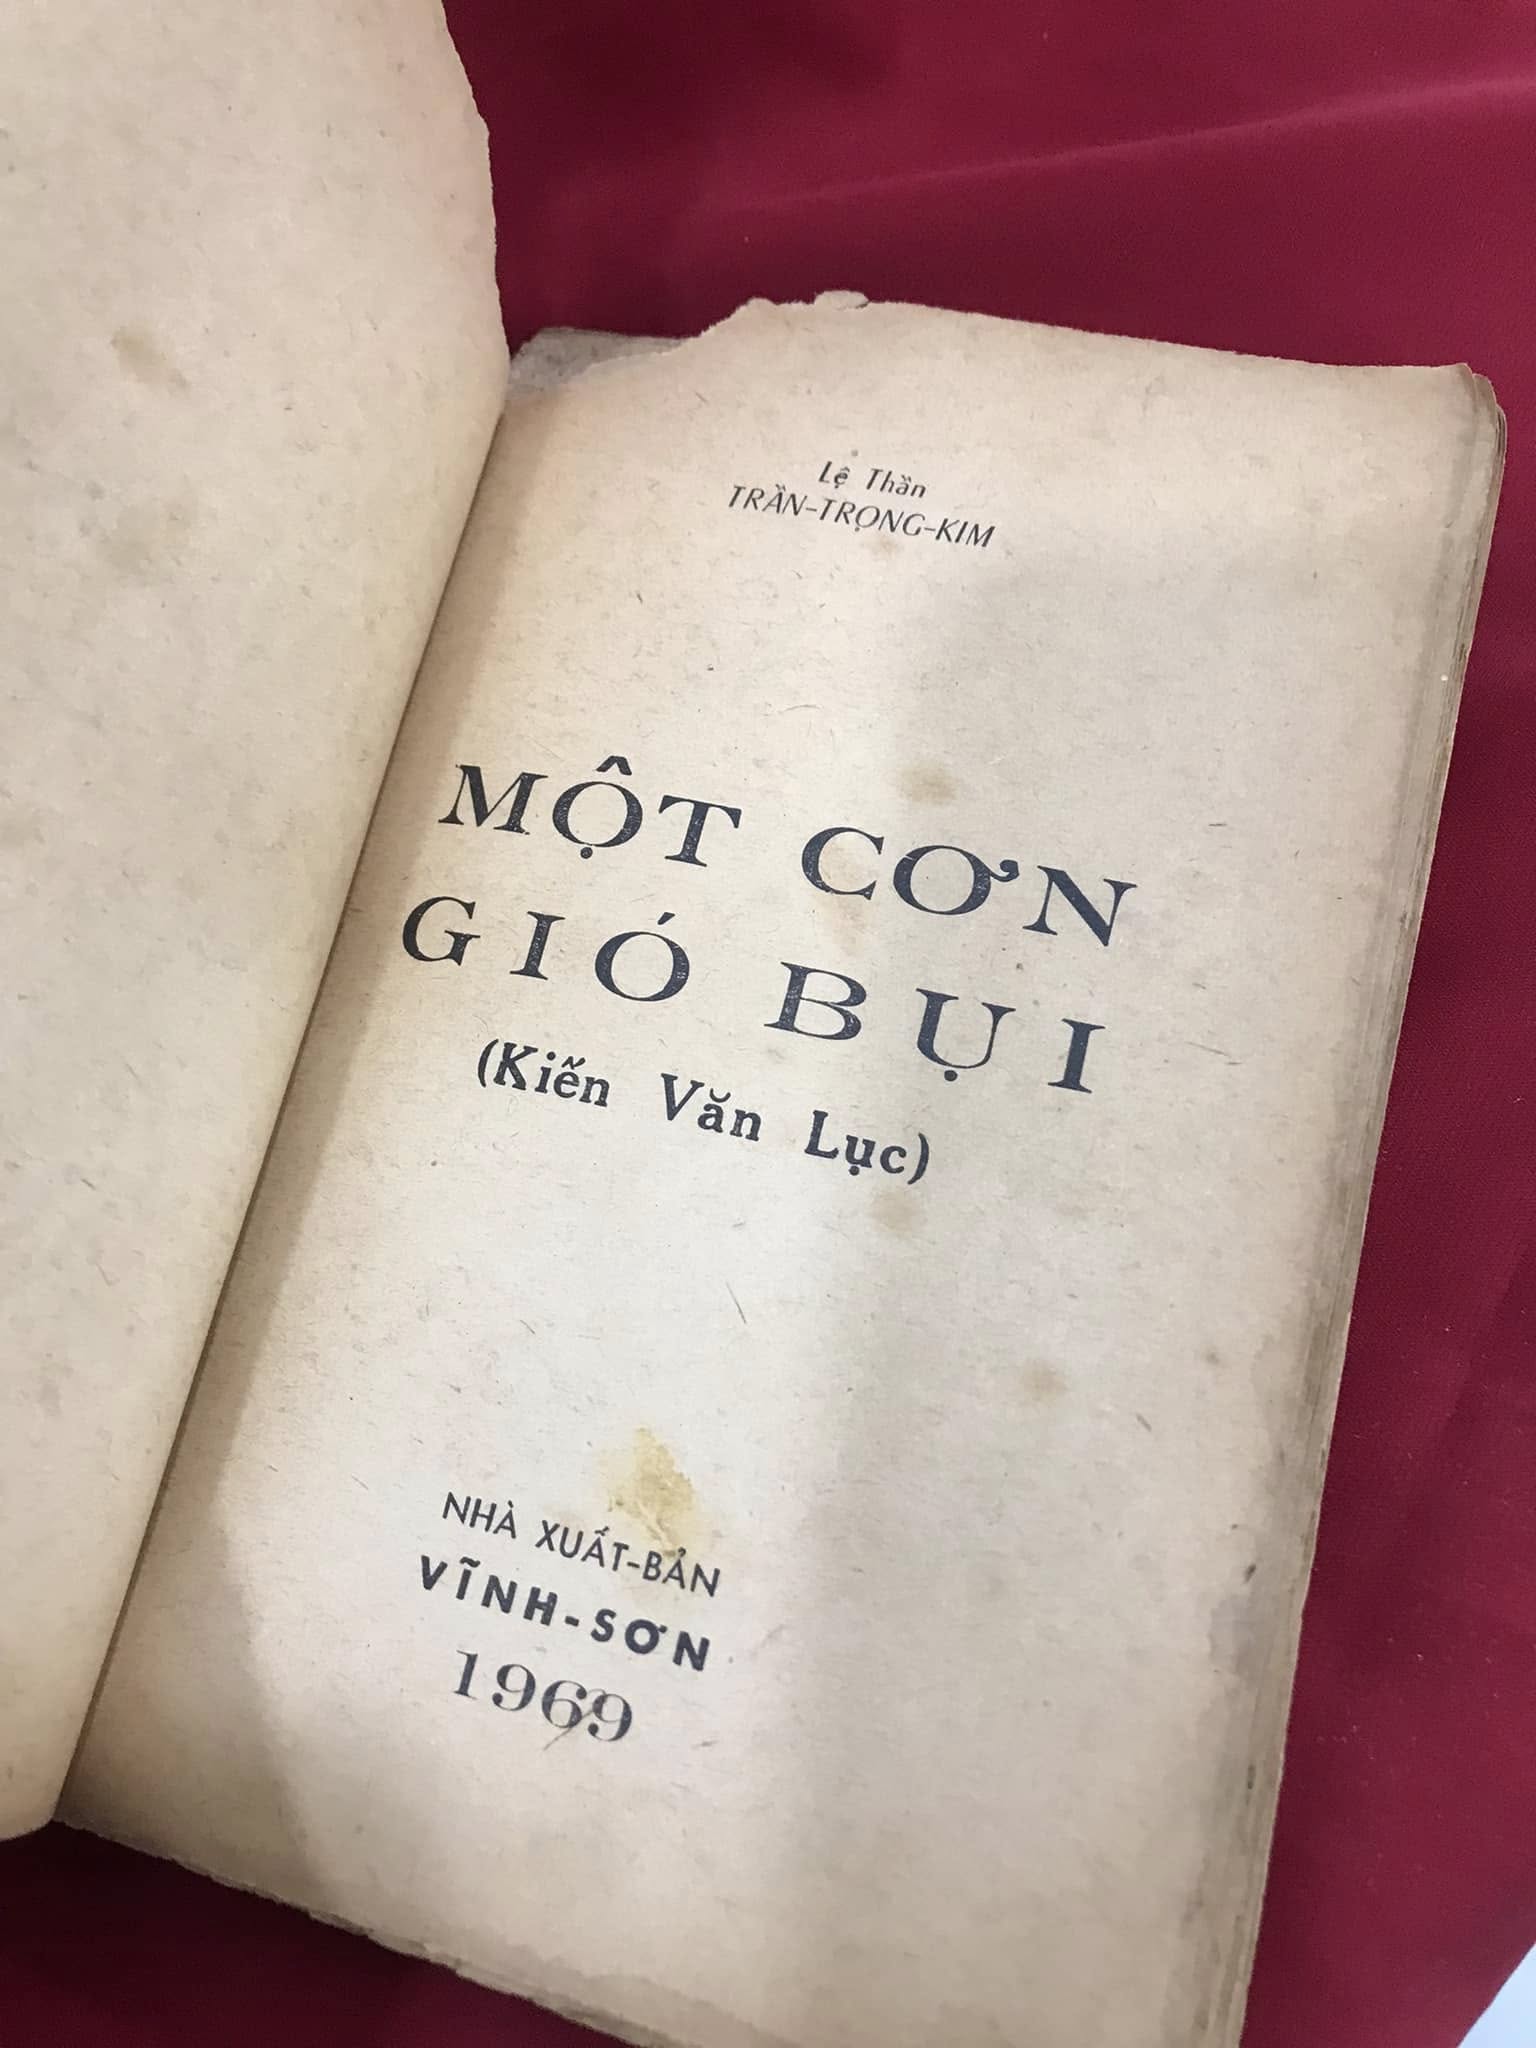 Lệ Thần
TRẦN-TRỌNG-KIM
MỘT CƠN
GIÓ BỤI
(Kiến Văn Lục)
NHÀ XUẤT-BẢN
VĨNH-SƠN
1969